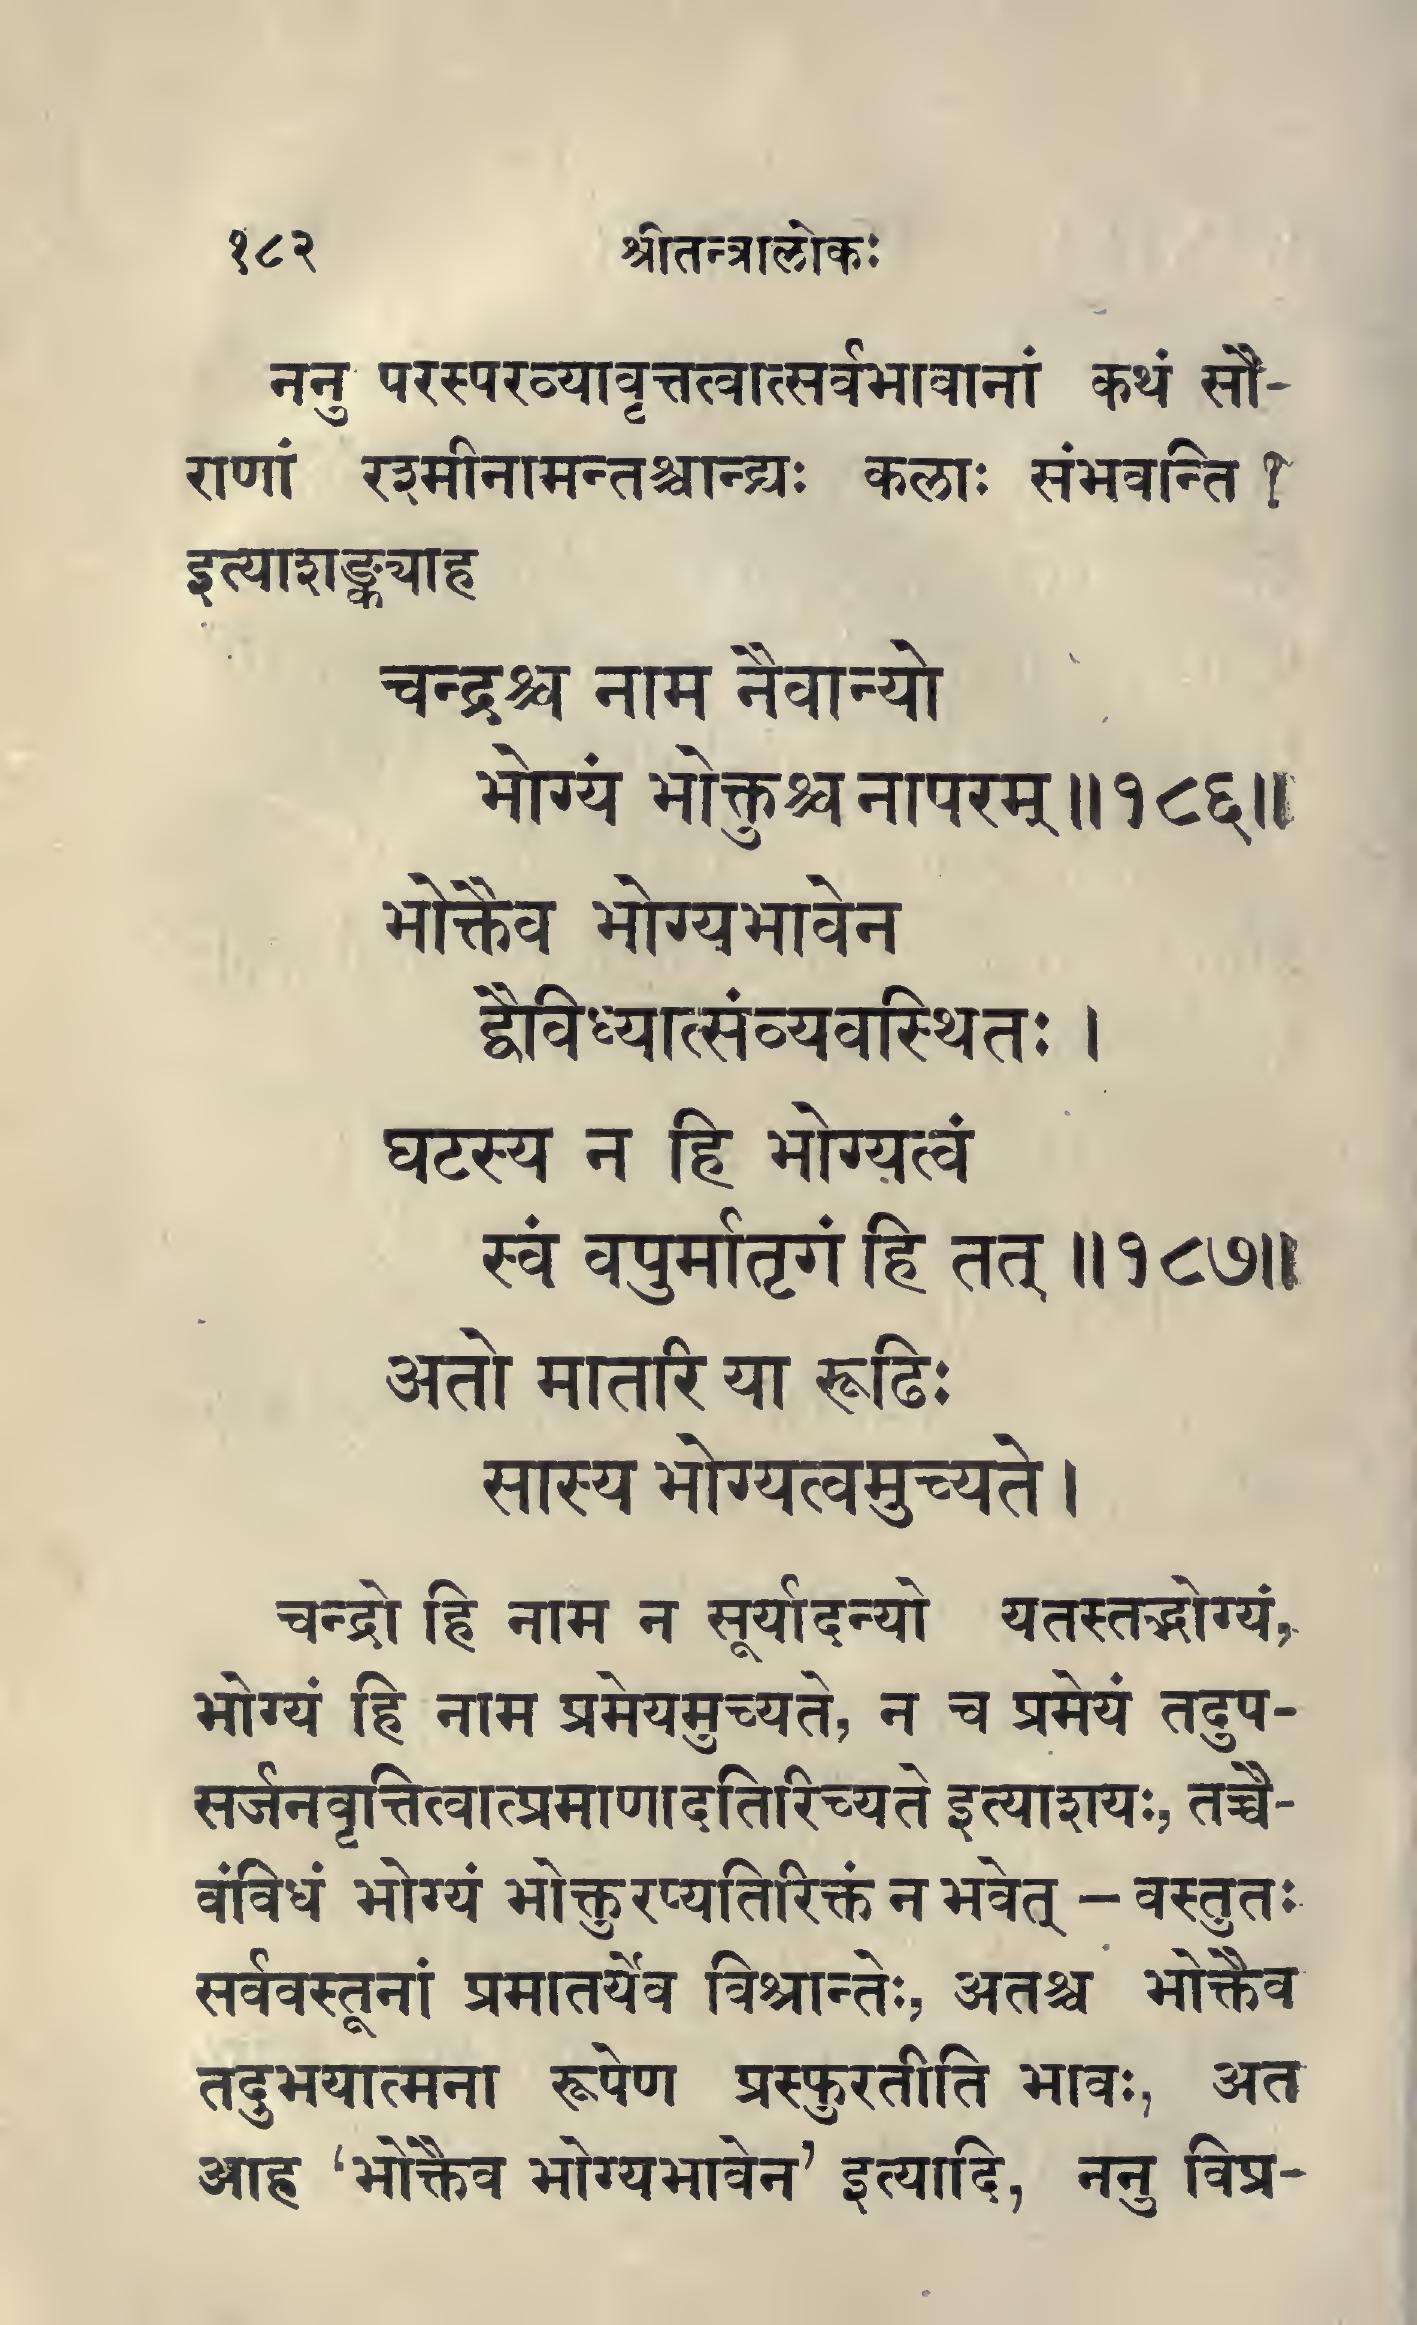 १८२ श्रीतन्त्रालोकः
ननु परस्परव्यावृत्तत्वात्सर्वभावानां कथं सौ-
राणां रश्मीनामन्तश्चान्द्र्यः कलाः संभवन्ति ?
इत्याशङ्क्याह
चन्द्रश्च नाम नैवान्यो
भोग्यं भोक्तुश्च नापरम् ॥१८६॥
भोक्तैव भोग्यभावेन
द्वैविध्यात्संव्यवस्थितः ।
घटस्य न हि भोग्यत्वं
स्वं वपुर्मातृगं हि तत् ॥१८७॥
अतो मातरि या रूढिः
सास्य भोग्यत्वमुच्यते ।
चन्द्रो हि नाम न सूर्यादन्यो यतस्तद्भोग्यं,
भोग्यं हि नाम प्रमेयमुच्यते, न च प्रमेयं तदुप-
सर्जनवृत्तित्वात्प्रमाणादतिरिच्यते इत्याशयः, तच्चै-
वंविधं भोग्यं भोक्तुरप्यतिरिक्तं न भवेत् – वस्तुतः
सर्ववस्तूनां प्रमातर्येव विश्रान्तेः, अतश्च भोक्तैव
तदुभयात्मना रूपेण प्रस्फुरतीति भावः, अत
आह 'भोक्तैव भोग्यभावेन' इत्यादि, ननु विप्र-